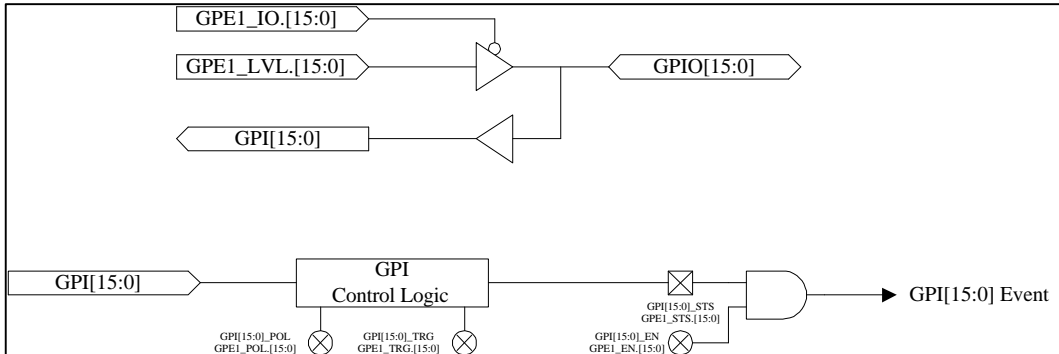 GPE1_IO.[15:0]
GPE1_LVL.[15:0]
GPIO[15:0]
GPI[15:0]
GPI[15:0]
GPI
Control Logic
GPI[15:0]_STS
GPE1_STS.[15:0]
GPI[15:0] Event
GPI[15:0]_POL
GPE1_POL.[15:0]
GPI[15:0]_TRG
GPE1_TRG.[15:0]
GPI[15:0]_EN
GPE1_EN.[15:0]